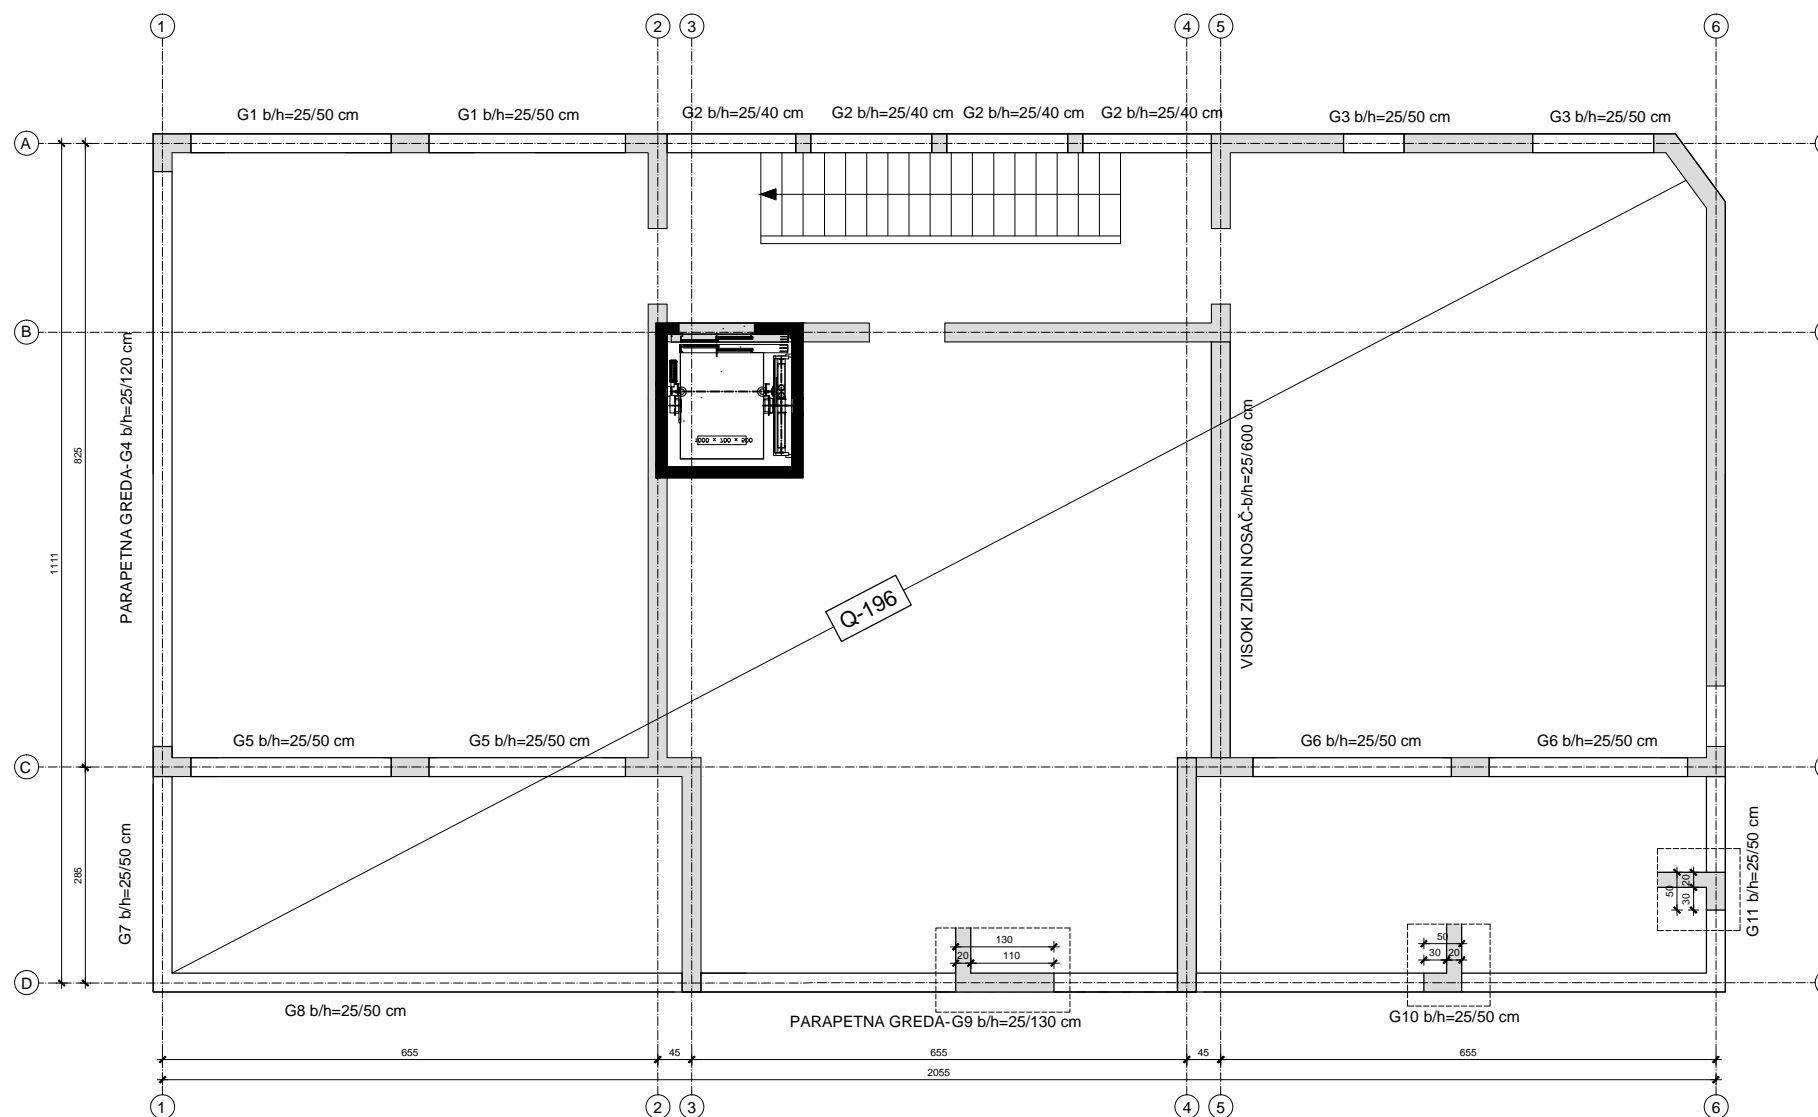 1 2 3 4 5 6
G1 b/h=25/50 cm G1 b/h=25/50 cm G2 b/h=25/40 cm G2 b/h=25/40 cm G2 b/h=25/40 cm G2 b/h=25/40 cm G3 b/h=25/50 cm G3 b/h=25/50 cm
A
B
PARAPETNA GREDA-G4 b/h=25/120 cm
825
1111
VISOKI ZIDNI NOSAČ-b/h=25/600 cm
Q-196
G5 b/h=25/50 cm G5 b/h=25/50 cm G6 b/h=25/50 cm G6 b/h=25/50 cm
C
285
G7 b/h=25/50 cm
G11 b/h=25/50 cm
50 20 30
130
20 110
50
30 20
D
G8 b/h=25/50 cm
PARAPETNA GREDA-G9 b/h=25/130 cm
G10 b/h=25/50 cm
655 45 655 45 655
2055
1 2 3 4 5 6